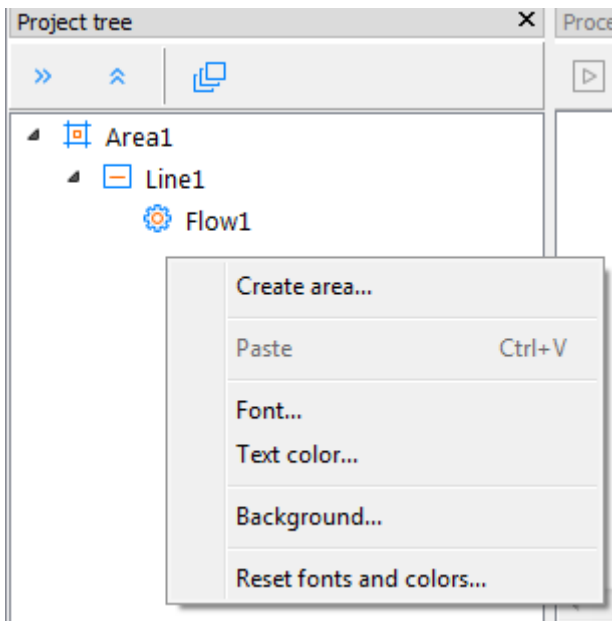 Project tree
Proce
Area1
Line1
Flow1
Create area...
Paste Ctrl+V
Font...
Text color...
Background...
Reset fonts and colors...